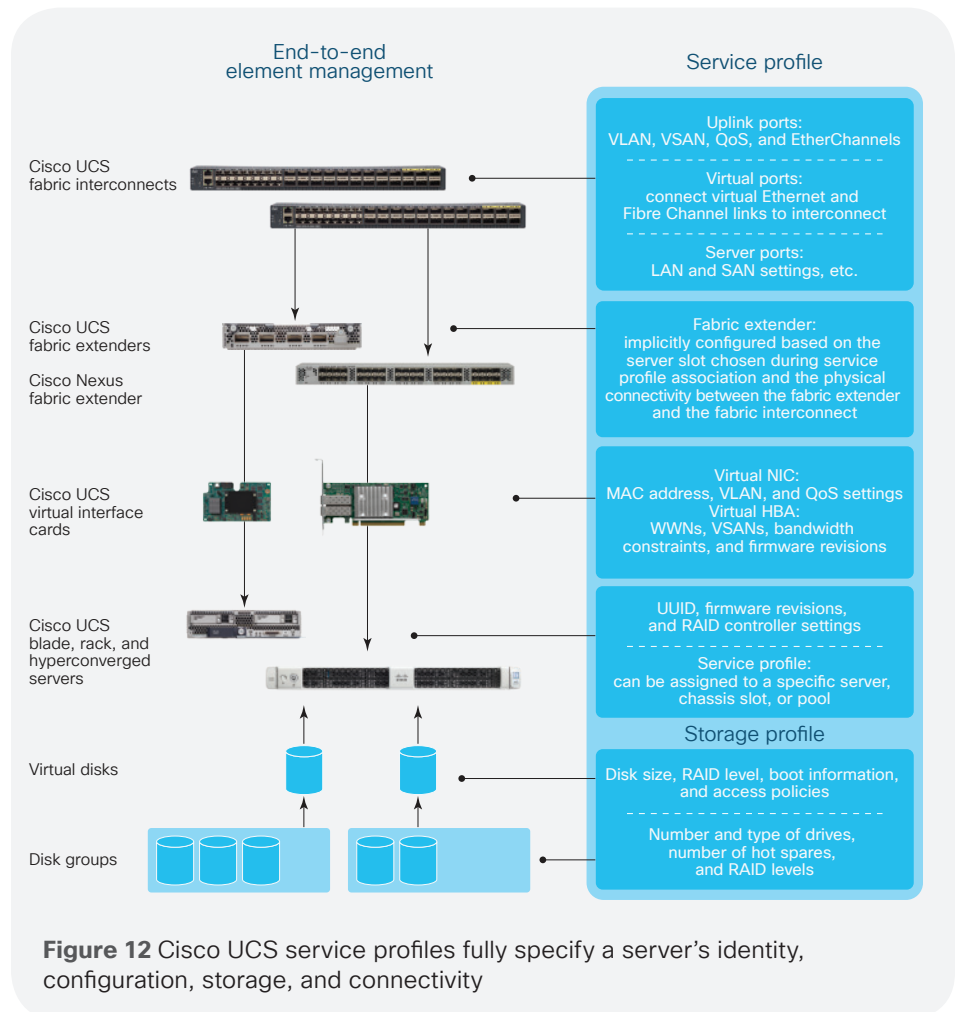 End-to-end
element management
Service profile
Cisco UCS
fabric interconnects
Uplink ports:
VLAN, VSAN, QoS, and EtherChannels
Virtual ports:
connect virtual Ethernet and
Fibre Channel links to interconnect
Server ports:
LAN and SAN settings, etc.
Cisco UCS
fabric extenders
Cisco Nexus
fabric extender
Fabric extender:
implicitly configured based on the
server slot chosen during service
profile association and the physical
connectivity between the fabric extender
and the fabric interconnect
Cisco UCS
virtual interface
cards
Virtual NIC:
MAC address, VLAN, and QoS settings
Virtual HBA:
WWNs, VSANs, bandwidth
constraints, and firmware revisions
Cisco UCS
blade, rack, and
hyperconverged
servers
UUID, firmware revisions,
and RAID controller settings
Service profile:
can be assigned to a specific server,
chassis slot, or pool
Storage profile
Virtual disks
Disk size, RAID level, boot information,
and access policies
Disk groups
Number and type of drives,
number of hot spares,
and RAID levels
Figure 12 Cisco UCS service profiles fully specify a server's identity,
configuration, storage, and connectivity